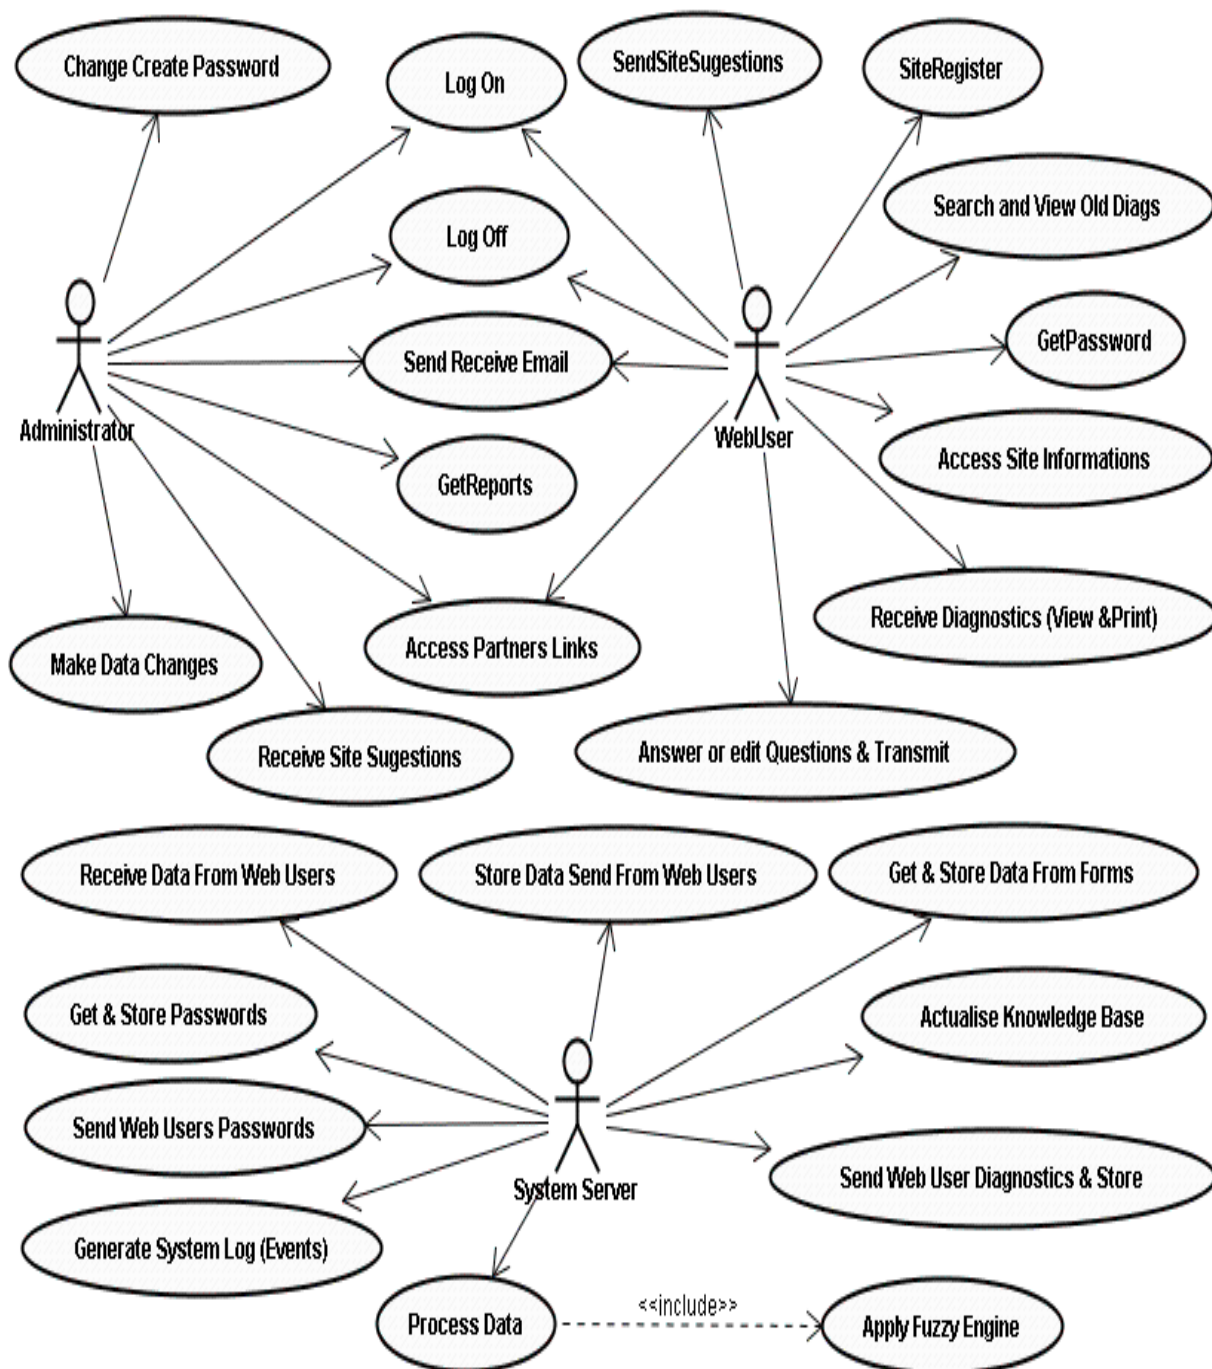 Change Create Password
Log On
SendSiteSugestions
SiteRegister
Search and View Old Diags
Log Off
GetPassword
Send Receive Email
Administrator
WebUser
Access Site Informations
GetReports
Receive Diagnostics (View &Print)
Access Partners Links
Make Data Changes
Receive Site Sugestions
Answer or edit Questions & Transmit
Receive Data From Web Users
Store Data Send From Web Users
Get & Store Data From Forms
Get & Store Passwords
Actualise Knowledge Base
Send Web Users Passwords
Send Web User Diagnostics & Store
System Server
Generate System Log (Events)
<<include>>
Process Data
Apply Fuzzy Engine